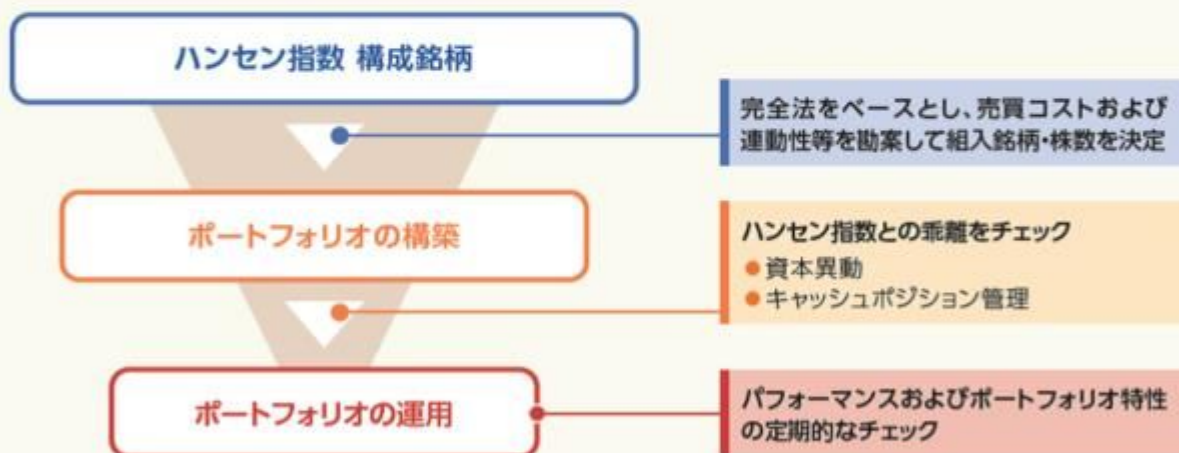 ハンセン指数 構成銘柄
完全法をベースとし、売買コストおよび
連動性等を勘案して組入銘柄・株数を決定
ポートフォリオの構築
ハンセン指数との乖離をチェック
●資本異動
●キャッシュポジション管理
ポートフォリオの運用
パフォーマンスおよびポートフォリオ特性
の定期的なチェック